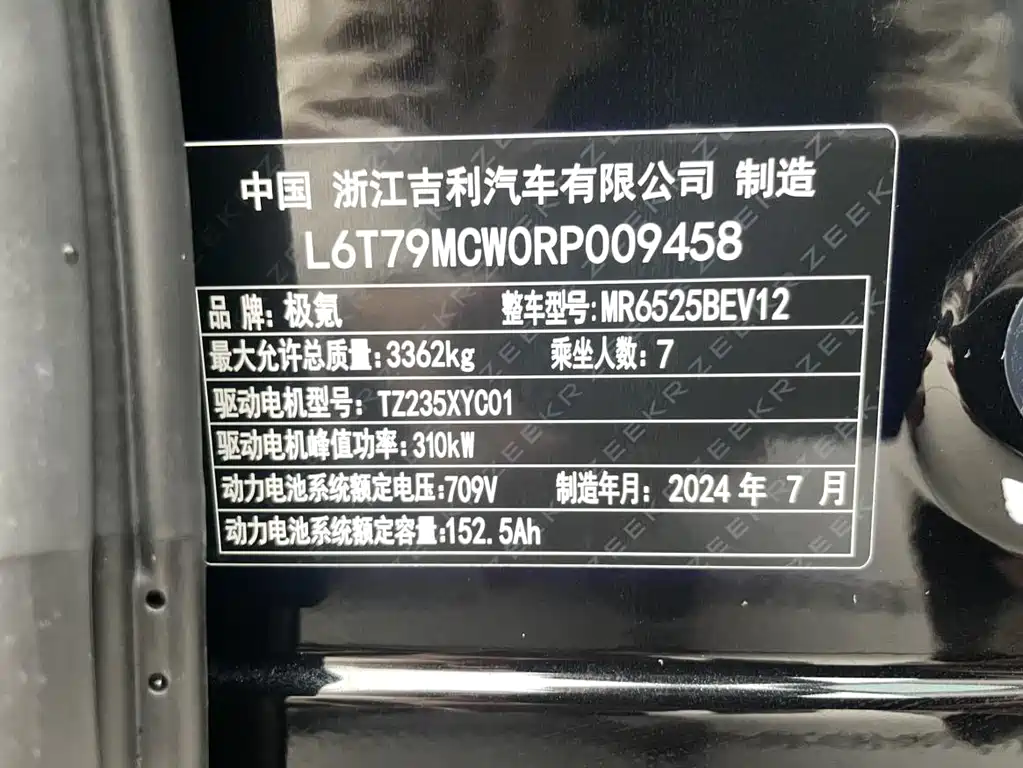 中国 浙江吉利汽车有限公司 制造
L6T79MCW0RP009458
品 牌: 极氪 整车型号: MR6525BEV12
最大允许总质量: 3362kg 乘坐人数: 7
驱动电机型号: TZ235XYC01
驱动电机峰值功率: 310kW
动力电池系统额定电压: 709V 制造年月: 2024 年 7 月
动力电池系统额定容量: 152.5Ah
ZEEKR